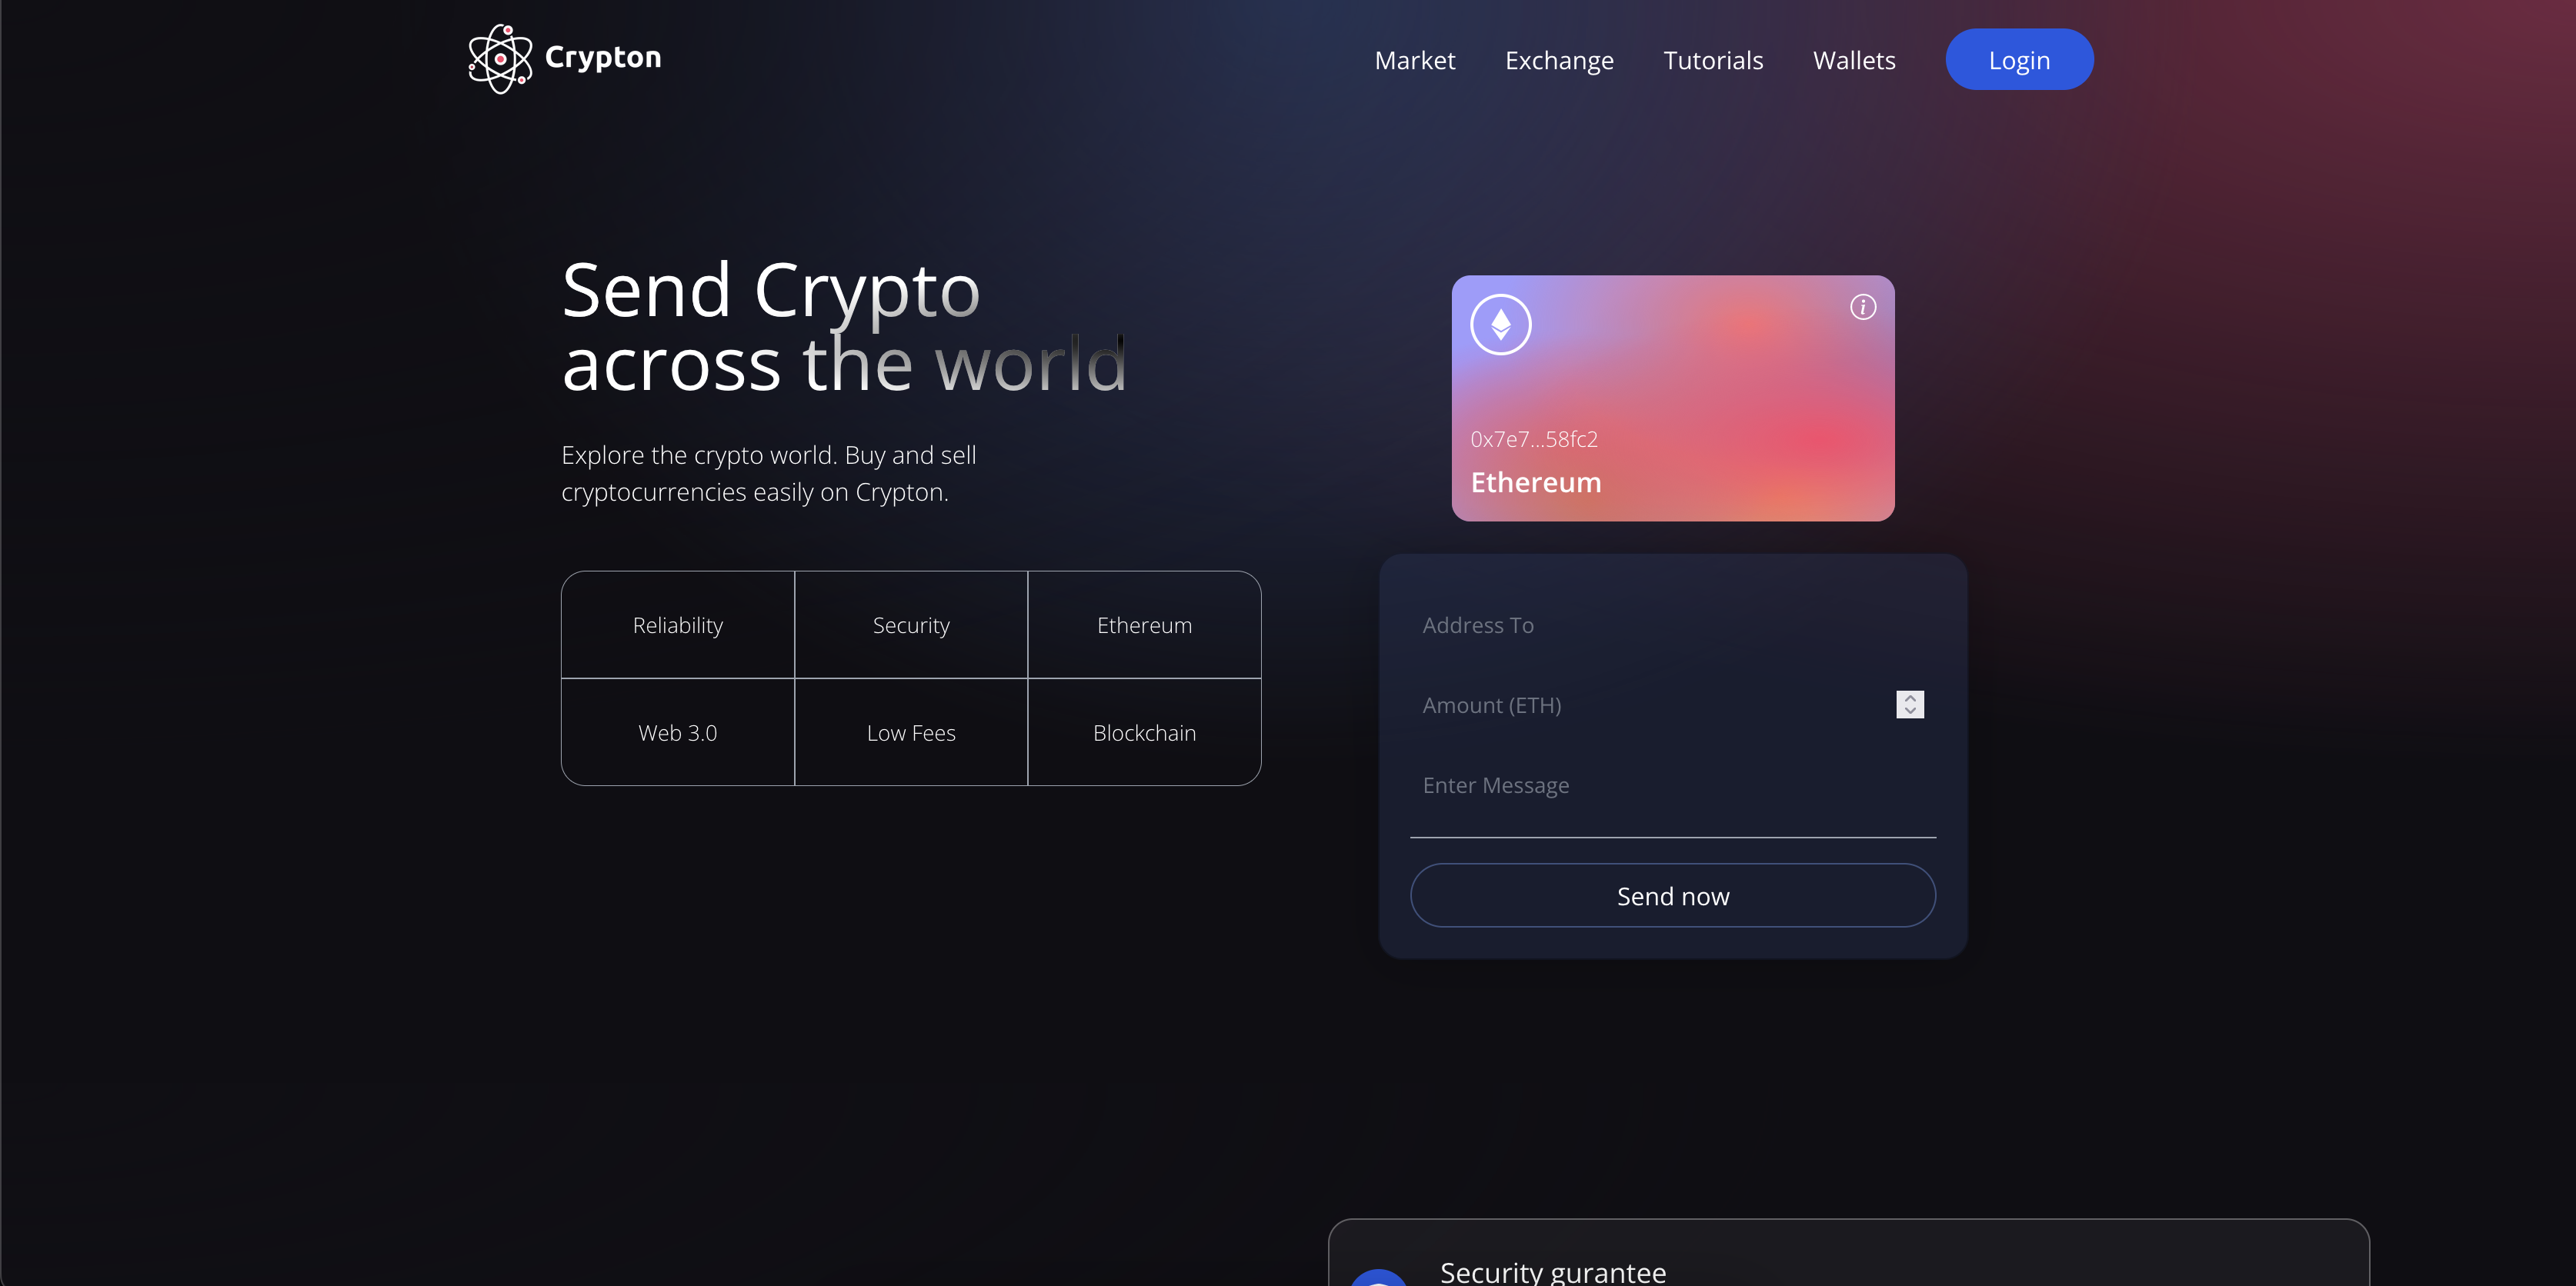 Crypton
Market
Exchange
Tutorials
Wallets
Login
Send Crypto
across the world
Explore the crypto world. Buy and sell
cryptocurrencies easily on Crypton.
Reliability
Security
Ethereum
Web 3.0
Low Fees
Blockchain
0x7e7...58fc2
Ethereum
Address To
Amount (ETH)
Enter Message
Send now
Security gurantee